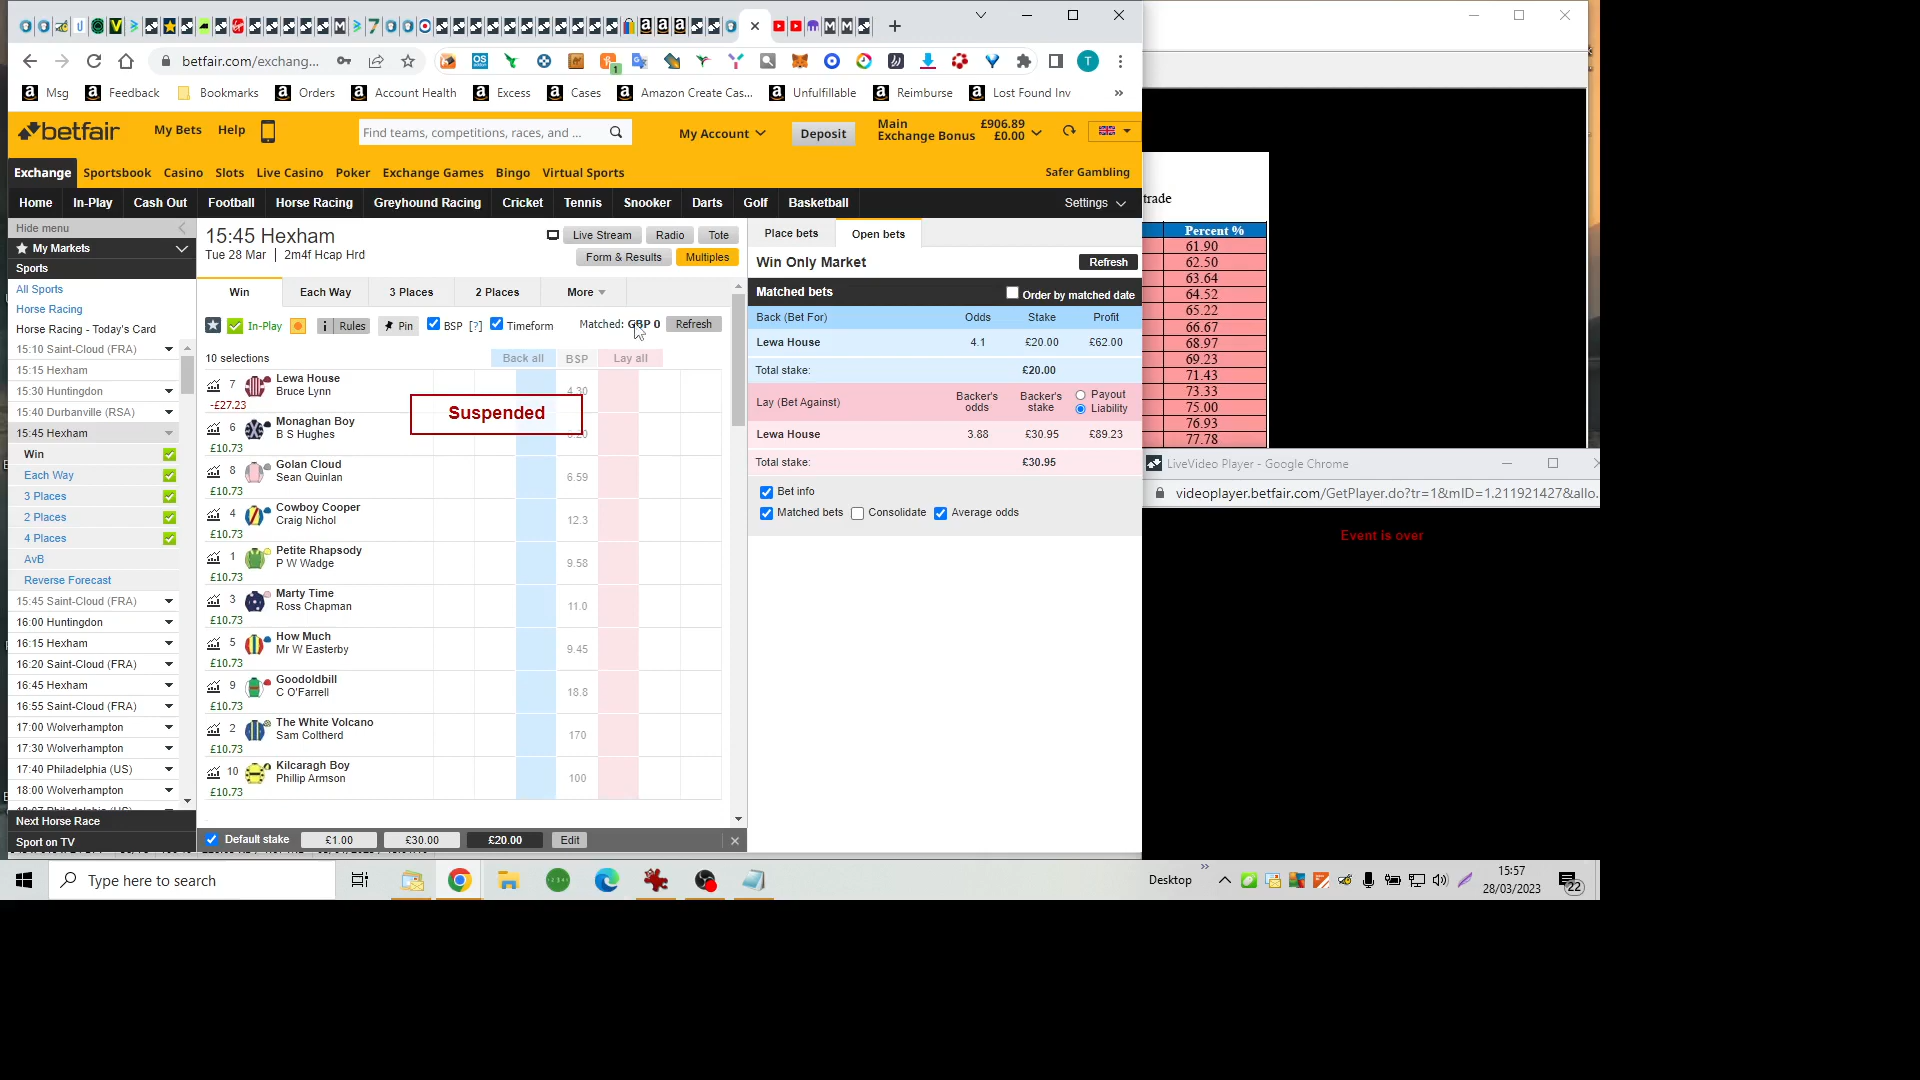 betfair.com/exchang...
T
Msg
Feedback
Bookmarks
Orders
Account Health
Excess
Cases
Amazon Create Cas...
Unfulfillable
Reimburse
Lost Found Inv
»
betfair
My Bets
Help
Find teams, competitions, races, and ...
My Account
Deposit
Main £906.89
Exchange Bonus £0.00
Exchange
Sportsbook
Casino
Slots
Live Casino
Poker
Exchange Games
Bingo
Virtual Sports
Safer Gambling
Home
In-Play
Cash Out
Football
Horse Racing
Greyhound Racing
Cricket
Tennis
Snooker
Darts
Golf
Basketball
Settings
Hide menu
My Markets
Sports
All Sports
Horse Racing
Horse Racing - Today's Card
15:10 Saint-Cloud (FRA)
15:15 Hexham
15:30 Huntingdon
15:40 Durbanville (RSA)
15:45 Hexham
Win
Each Way
3 Places
2 Places
4 Places
AvB
Reverse Forecast
15:45 Saint-Cloud (FRA)
16:00 Huntingdon
16:15 Hexham
16:20 Saint-Cloud (FRA)
16:45 Hexham
16:55 Saint-Cloud (FRA)
17:00 Wolverhampton
17:30 Wolverhampton
17:40 Philadelphia (US)
18:00 Wolverhampton
Next Horse Race
Sport on TV
15:45 Hexham
Tue 28 Mar | 2m4f Hcap Hrd
Live Stream
Radio
Tote
Form & Results
Multiples
Win
Each Way
3 Places
2 Places
More
In-Play
i Rules
Pin
BSP [?]
Timeform
Matched: GBP 0
Refresh
10 selections
Back all
BSP
Lay all
Suspended
7 Lewa House
Bruce Lynn
4.30
-£27.23
6 Monaghan Boy
B S Hughes
£10.73
8 Golan Cloud
Sean Quinlan
6.59
£10.73
4 Cowboy Cooper
Craig Nichol
12.3
£10.73
1 Petite Rhapsody
P W Wadge
9.58
£10.73
3 Marty Time
Ross Chapman
11.0
£10.73
5 How Much
Mr W Easterby
9.45
£10.73
9 Goodoldbill
C O'Farrell
18.8
£10.73
2 The White Volcano
Sam Coltherd
170
£10.73
10 Kilcaragh Boy
Phillip Armson
100
£10.73
Default stake
£1.00
£30.00
£20.00
Edit
Place bets
Open bets
Win Only Market
Refresh
Matched bets
Order by matched date
Back (Bet For) Odds Stake Profit
Lewa House 4.1 £20.00 £62.00
Total stake: £20.00
Lay (Bet Against) Backer's odds Backer's stake Payout Liability
Lewa House 3.88 £30.95 £89.23
Total stake: £30.95
Bet info
Matched bets
Consolidate
Average odds
trade
Percent %
61.90
62.50
63.64
64.52
65.22
66.67
68.97
69.23
71.43
73.33
75.00
76.93
77.78
LiveVideo Player - Google Chrome
videoplayer.betfair.com/GetPlayer.do?tr=1&mID=1.211921427&allo...
Event is over
Type here to search
Desktop
15:57
28/03/2023
22